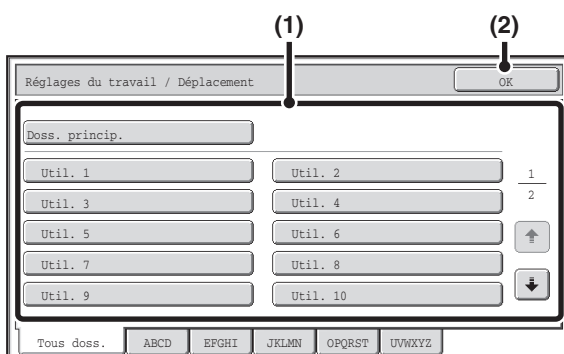 (1) (2)
Réglages du travail / Déplacement OK
Doss. princip.
Util. 1 Util. 2 1
Util. 3 Util. 4 2
Util. 5 Util. 6
Util. 7 Util. 8
Util. 9 Util. 10
Tous doss. ABCD EFGHI JKLMN OPQRST UVWXYZ